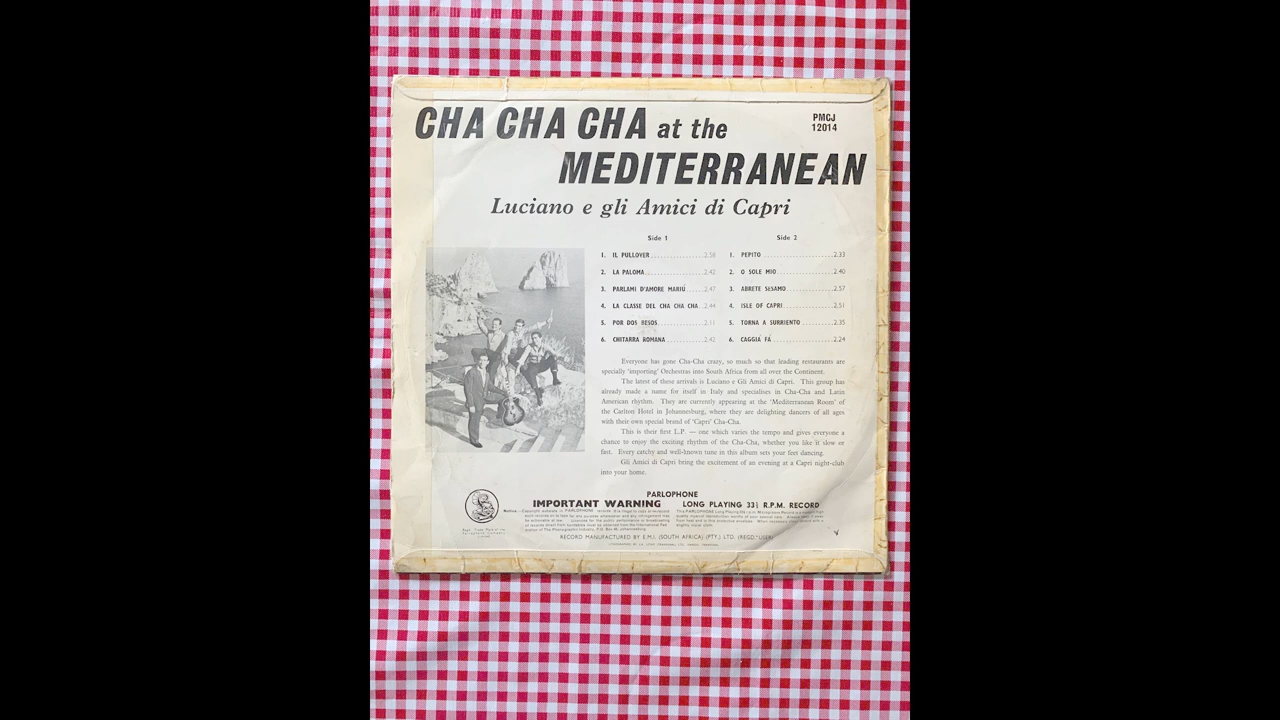 CHA CHA CHA at the
PMCJ
12014
MEDITERRANEAN
Luciano e gli Amici di Capri
Side 1
1. IL PULLOVER ................2.58
2. LA PALOMA................2.42
3. PARLAMI D'AMORE MARIÙ......2.47
4. LA CLASSE DEL CHA CHA CHA..2.44
5. POR DOS BESOS..............2.11
6. CHITARRA ROMANA............2.42
Side 2
1. PEPITO ....................2.33
2. O SOLE MIO................2.40
3. ABRETE SESAMO.............2.57
4. ISLE OF CAPRI.............2.51
5. TORNA A SURRIENTO .........2.35
6. CAGGIA FÁ .................2.24
Everyone has gone Cha-Cha crazy, so much so that leading restaurants are
specially 'importing' Orchestras into South Africa from all over the Continent.
The latest of these arrivals is Luciano e Gli Amici di Capri. This group has
already made a name for itself in Italy and specialises in Cha-Cha and Latin
American rhythm. They are currently appearing at the 'Mediterranean Room' of
the Carlton Hotel in Johannesburg, where they are delighting dancers of all ages
with their own special brand of 'Capri' Cha-Cha.
This is their first L.P. — one which varies the tempo and gives everyone a
chance to enjoy the exciting rhythm of the Cha-Cha, whether you like it slow or
fast. Every catchy and well-known tune in this album sets your feet dancing.
Gli Amici di Capri bring the excitement of an evening at a Capri night-club
into your home.
PARLOPHONE
IMPORTANT WARNING
LONG PLAYING 33⅓ R.P.M. RECORD
RECORD MANUFACTURED BY E.M.I. (SOUTH AFRICA) (PTY.) LTD. (REGD. USER)